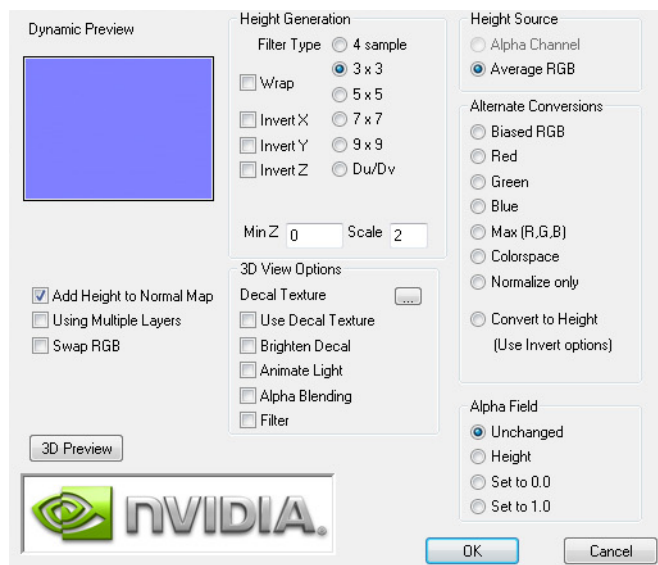 Dynamic Preview
Height Generation
Filter Type
4 sample
3 x 3
Wrap
5 x 5
Invert X
7 x 7
Invert Y
9 x 9
Invert Z
Du/Dv
Min Z 0 Scale 2
Height Source
Alpha Channel
Average RGB
Alternate Conversions
Biased RGB
Red
Green
Blue
Max (R,G,B)
Colorspace
Normalize only
Convert to Height
(Use Invert options)
Add Height to Normal Map
Using Multiple Layers
Swap RGB
3D View Options
Decal Texture ...
Use Decal Texture
Brighten Decal
Animate Light
Alpha Blending
Filter
Alpha Field
Unchanged
Height
Set to 0.0
Set to 1.0
3D Preview
NVIDIA.
OK
Cancel